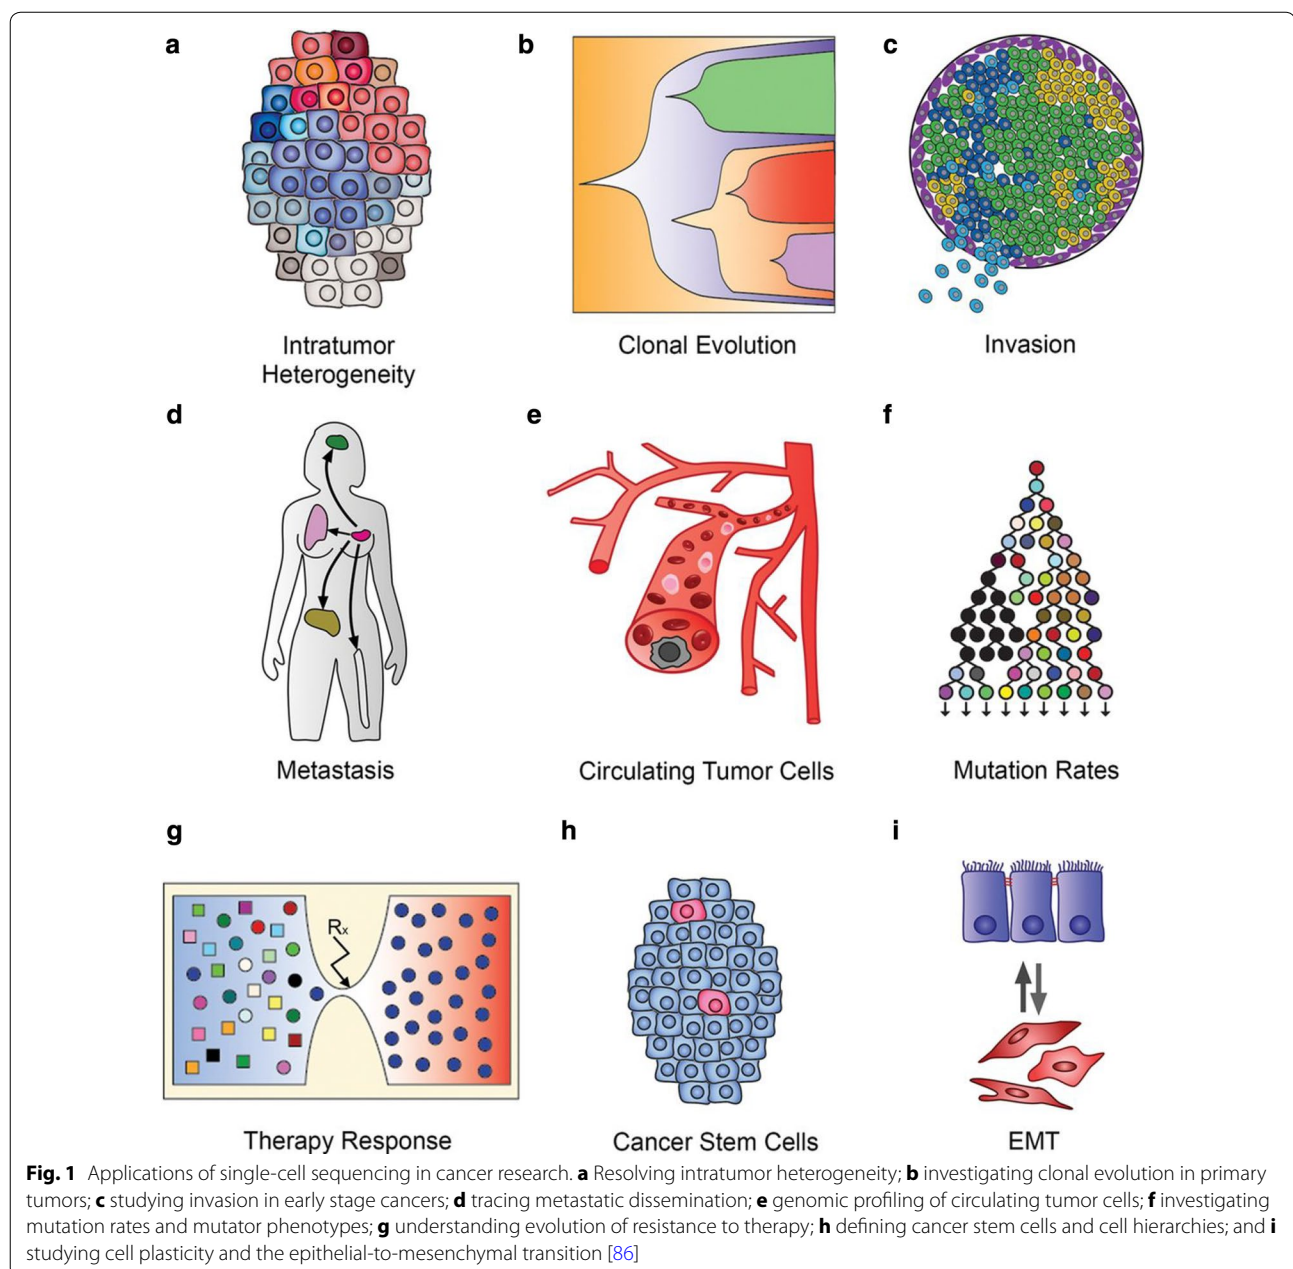 a
b
c
Intratumor
Heterogeneity
Clonal Evolution
Invasion
d
e
f
Metastasis
Circulating Tumor Cells
Mutation Rates
g
h
i
Rx
Therapy Response
Cancer Stem Cells
EMT
Fig. 1 Applications of single-cell sequencing in cancer research. a Resolving intratumor heterogeneity; b investigating clonal evolution in primary
tumors; c studying invasion in early stage cancers; d tracing metastatic dissemination; e genomic profiling of circulating tumor cells; f investigating
mutation rates and mutator phenotypes; g understanding evolution of resistance to therapy; h defining cancer stem cells and cell hierarchies; and i
studying cell plasticity and the epithelial-to-mesenchymal transition [86]